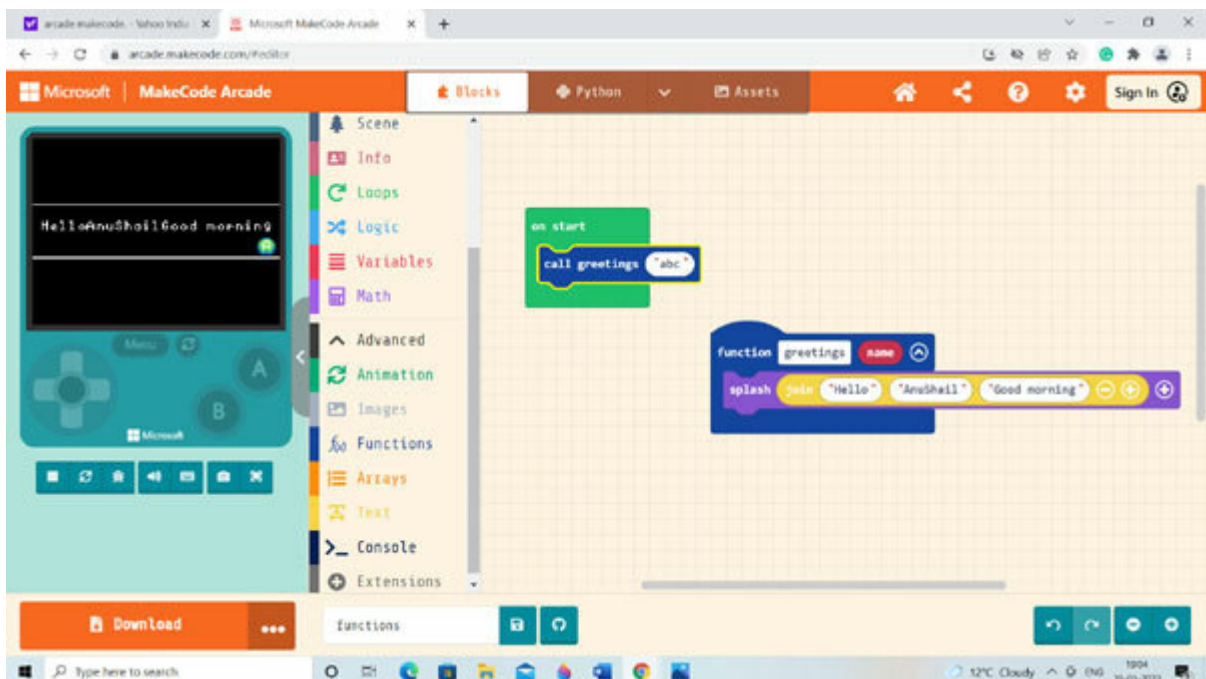 arcade makecode. - Yahoo Indi
Microsoft MakeCode Arcade
arcade.makecode.com/#editor
Microsoft | MakeCode Arcade
Blocks
Python
Assets
Sign In
HelloAnuShailGood morning
A
Menu
A
B
Microsoft
Scene
Info
Loops
Logic
Variables
Math
Advanced
Animation
Images
Functions
Arrays
Text
Console
Extensions
on start
call greetings "abc"
function greetings name
splash join "Hello" "AnuShail" "Good morning"
Download
functions
Type here to search
12°C Cloudy ENG
1904